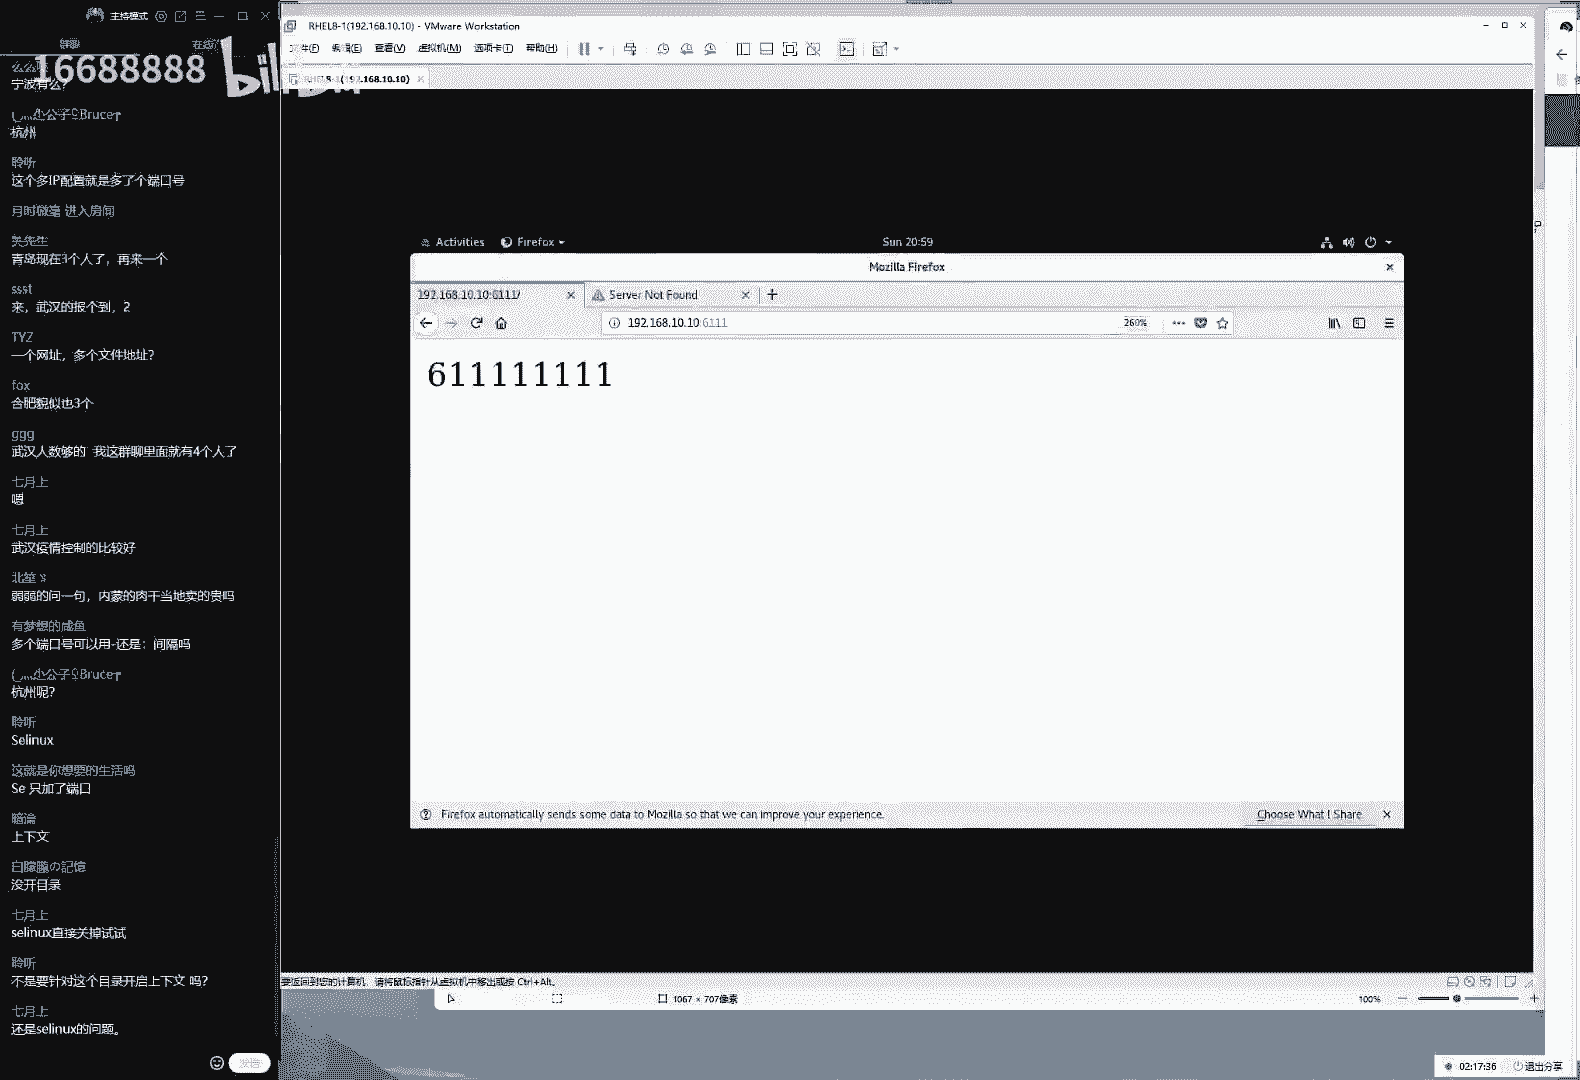 主持模式
群聊
16688888
宁波有么?
(灬小公子♀Bruce╭
杭州
聆听
这个多IP配置就是多了个端口号
月时微毫 进入房间
吴先生
青岛现在3个人了，再来一个
ssst
来，武汉的报个到，2
TYZ
一个网址，多个文件地址?
fox
合肥貌似也3个
ggg
武汉人数够的 我这群聊里面就有4个人了
七月上
嗯
七月上
武汉疫情控制的比较好
弱弱的问一句，内蒙的肉干当地卖的贵吗
有梦想的咸鱼
多个端口号可以用-还是：间隔吗
(灬小公子♀Bruce╭
杭州呢?
聆听
Selinux
这就是你想要的生活吗
Se 只加了端口
上下文
白朦朧の記憶
没开目录
七月上
selinux直接关掉试试
聆听
不是要针对这个目录开启上下文 吗?
七月上
还是selinux的问题。
发言
RHEL8-1(192.168.10.10) - VMware Workstation
文件(F) 编辑(E) 查看(V) 虚拟机(M) 选项卡(T) 帮助(H)
RHEL8-1(192.168.10.10)
Activities Firefox Sun 20:59
Mozilla Firefox
192.168.10.10:6111/ Server Not Found
192.168.10.10:6111 260%
611111111
Firefox automatically sends some data to Mozilla so that we can improve your experience. Choose What I Share
要返回到您的计算机，请将鼠标指针从虚拟机中移出或按 Ctrl+Alt。
1067 × 707像素 100%
02:17:36 退出分享